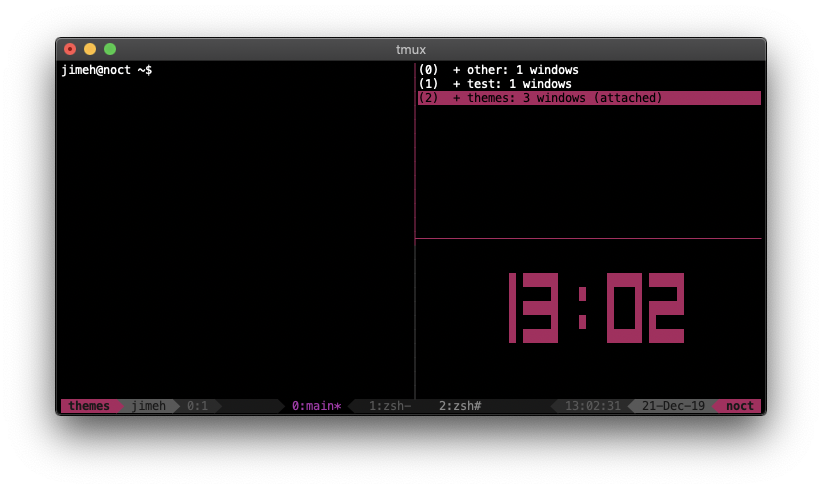 tmux
jimeh@noct ~$
(0)  + other: 1 windows
(1)  + test: 1 windows
(2)  + themes: 3 windows (attached)
13:02
themes jimeh 0:1 0:main* 1:zsh- 2:zsh# 13:02:31 21-Dec-19 noct